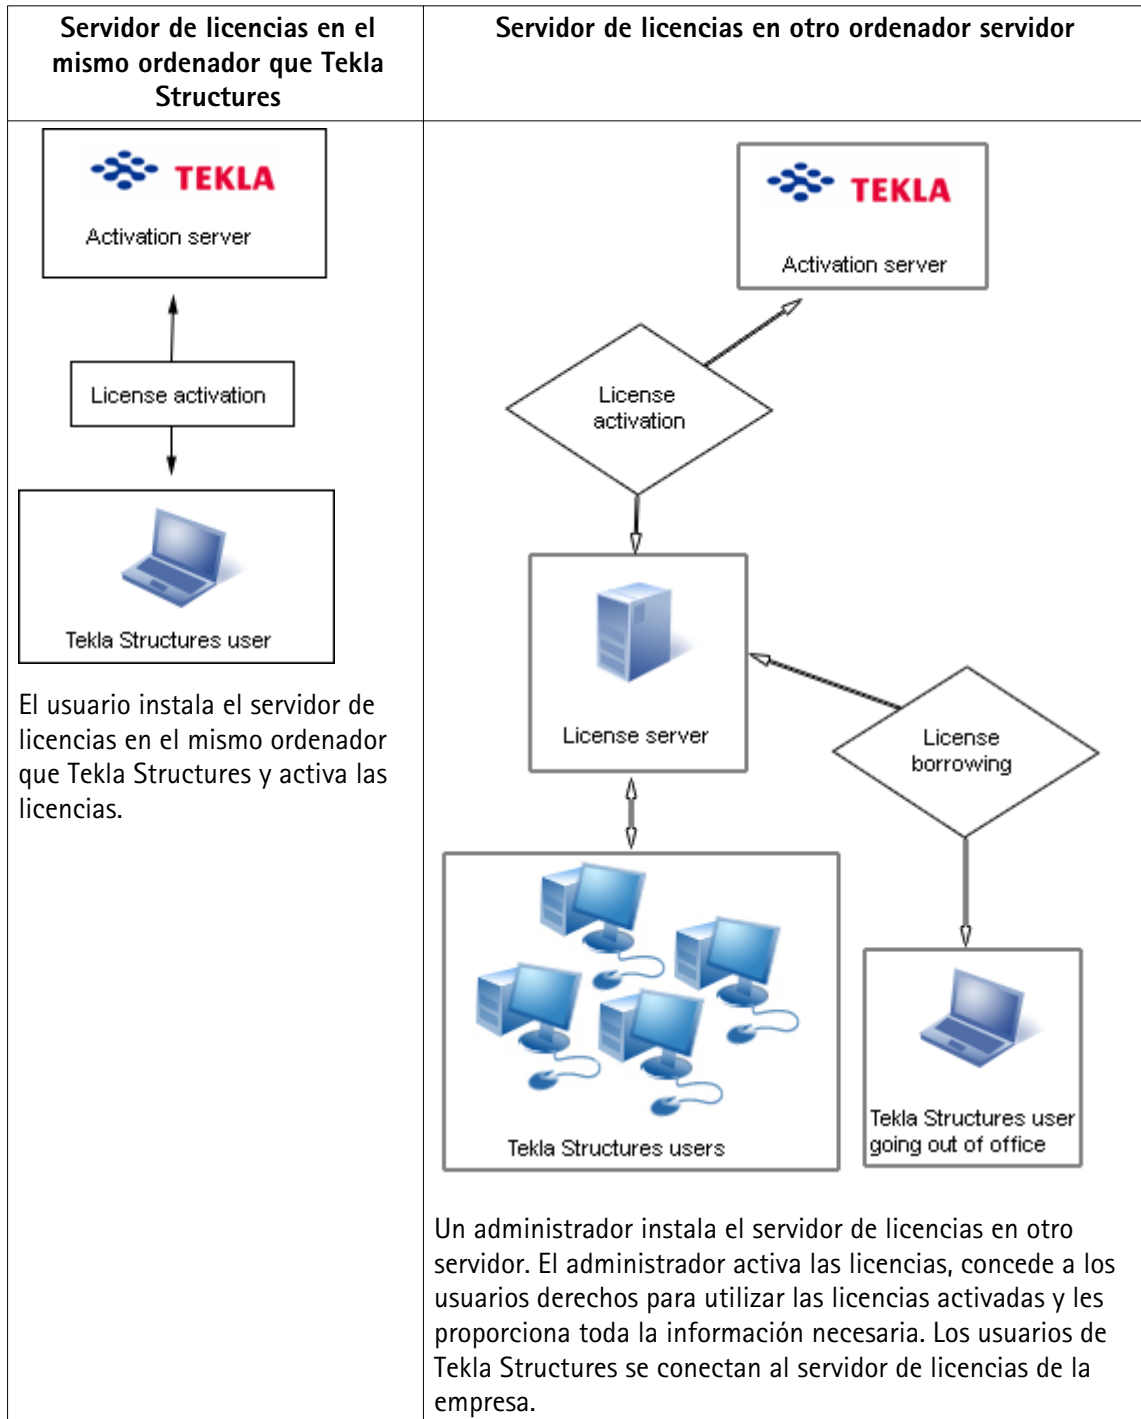 Servidor de licencias en el
mismo ordenador que Tekla
Structures
Servidor de licencias en otro ordenador servidor
TEKLA
Activation server
License activation
Tekla Structures user
El usuario instala el servidor de
licencias en el mismo ordenador
que Tekla Structures y activa las
licencias.
TEKLA
Activation server
License
activation
License server
License
borrowing
Tekla Structures users
Tekla Structures user
going out of office
Un administrador instala el servidor de licencias en otro
servidor. El administrador activa las licencias, concede a los
usuarios derechos para utilizar las licencias activadas y les
proporciona toda la información necesaria. Los usuarios de
Tekla Structures se conectan al servidor de licencias de la
empresa.